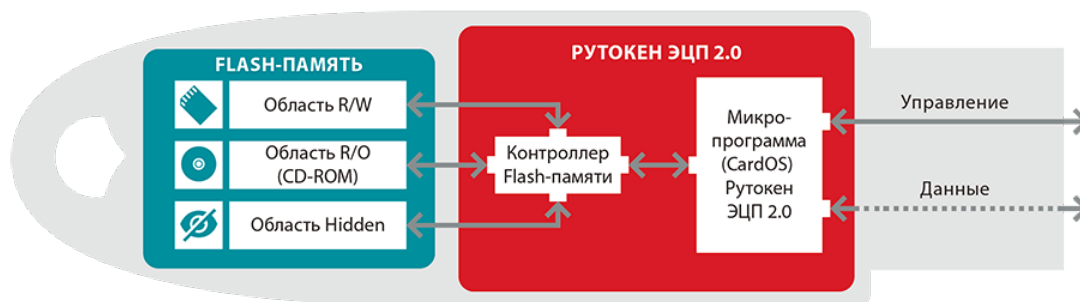 FLASH-ПАМЯТЬ
Область R/W
Область R/O
(CD-ROM)
Область Hidden
РУТОКЕН ЭЦП 2.0
Контроллер
Flash-памяти
Микро-
программа
(CardOS)
Рутокен
ЭЦП 2.0
Управление
Данные